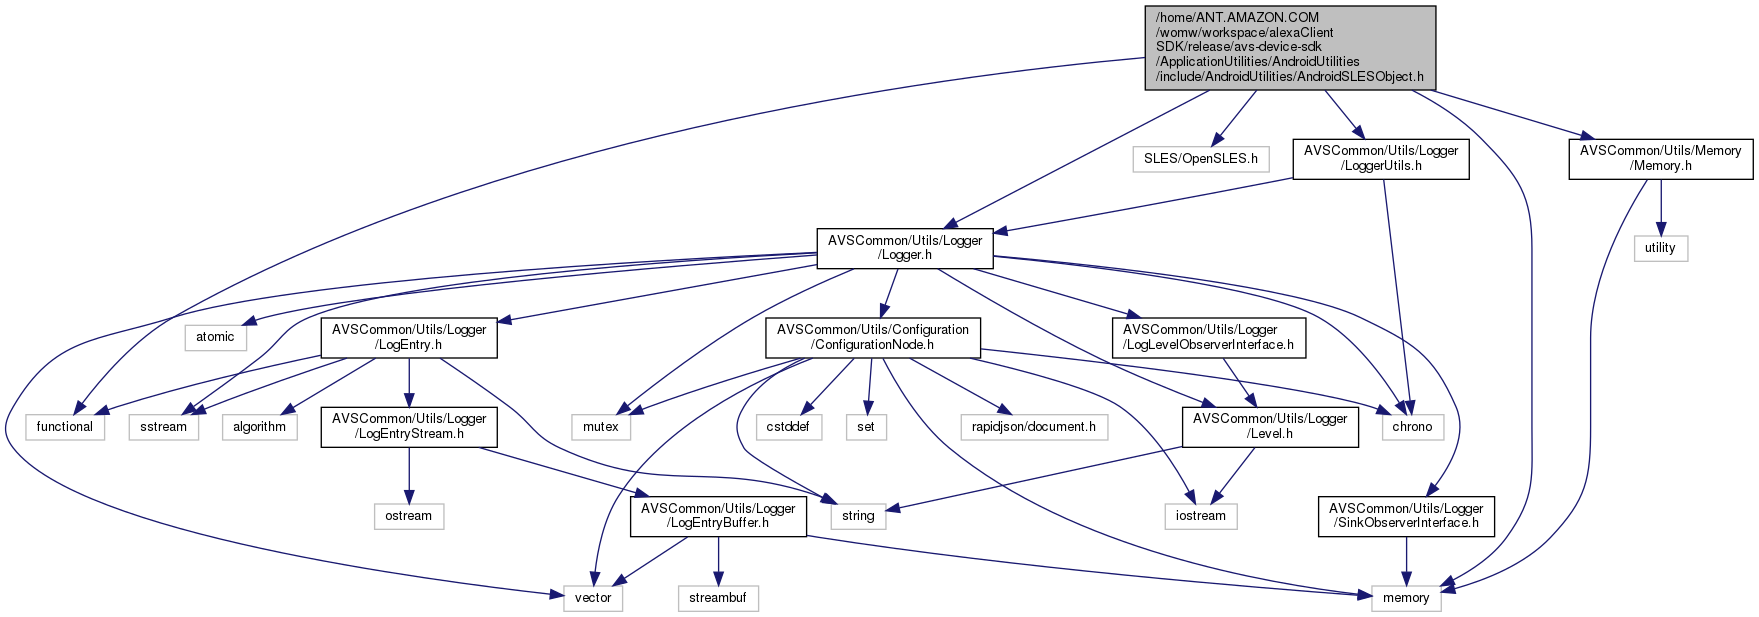 /home/ANT.AMAZON.COM
/womw/workspace/alexaClient
SDK/release/avs-device-sdk
/ApplicationUtilities/AndroidUtilities
/include/AndroidUtilities/AndroidSLESObject.h
SLES/OpenSLES.h
AVSCommon/Utils/Logger
/LoggerUtils.h
AVSCommon/Utils/Memory
/Memory.h
AVSCommon/Utils/Logger
/Logger.h
utility
atomic
AVSCommon/Utils/Logger
/LogEntry.h
AVSCommon/Utils/Configuration
/ConfigurationNode.h
AVSCommon/Utils/Logger
/LogLevelObserverInterface.h
functional
sstream
algorithm
AVSCommon/Utils/Logger
/LogEntryStream.h
mutex
cstddef
set
rapidjson/document.h
AVSCommon/Utils/Logger
/Level.h
chrono
ostream
AVSCommon/Utils/Logger
/LogEntryBuffer.h
string
iostream
AVSCommon/Utils/Logger
/SinkObserverInterface.h
vector
streambuf
memory